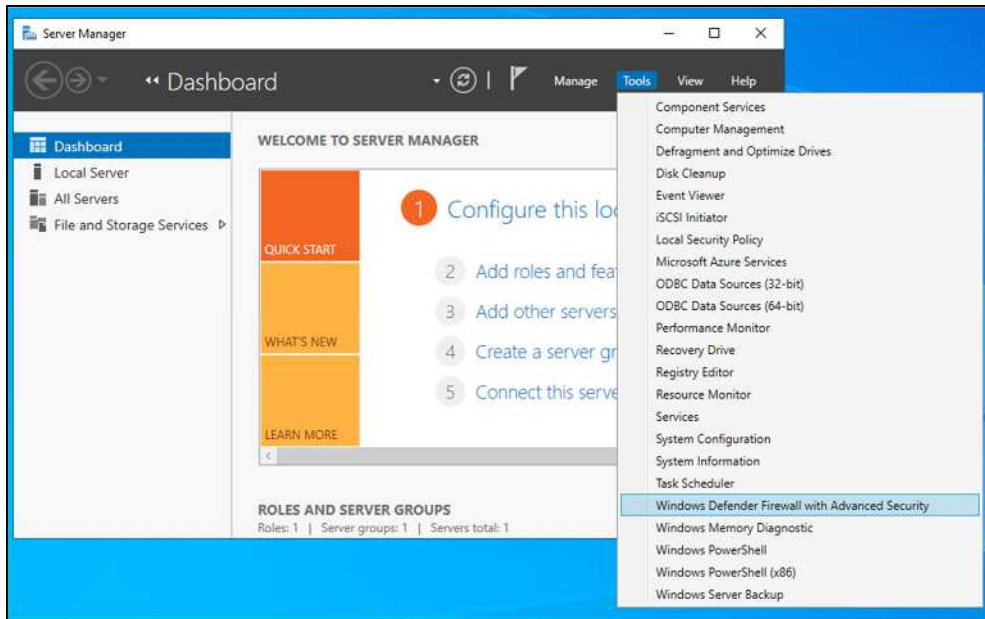 Server Manager
Dashboard
Manage
Tools
View
Help
Dashboard
Local Server
All Servers
File and Storage Services
WELCOME TO SERVER MANAGER
QUICK START
WHAT'S NEW
LEARN MORE
1 Configure this loc
2 Add roles and feat
3 Add other servers
4 Create a server gr
5 Connect this serve
ROLES AND SERVER GROUPS
Roles: 1 | Server groups: 1 | Servers total: 1
Component Services
Computer Management
Defragment and Optimize Drives
Disk Cleanup
Event Viewer
iSCSI Initiator
Local Security Policy
Microsoft Azure Services
ODBC Data Sources (32-bit)
ODBC Data Sources (64-bit)
Performance Monitor
Recovery Drive
Registry Editor
Resource Monitor
Services
System Configuration
System Information
Task Scheduler
Windows Defender Firewall with Advanced Security
Windows Memory Diagnostic
Windows PowerShell
Windows PowerShell (x86)
Windows Server Backup